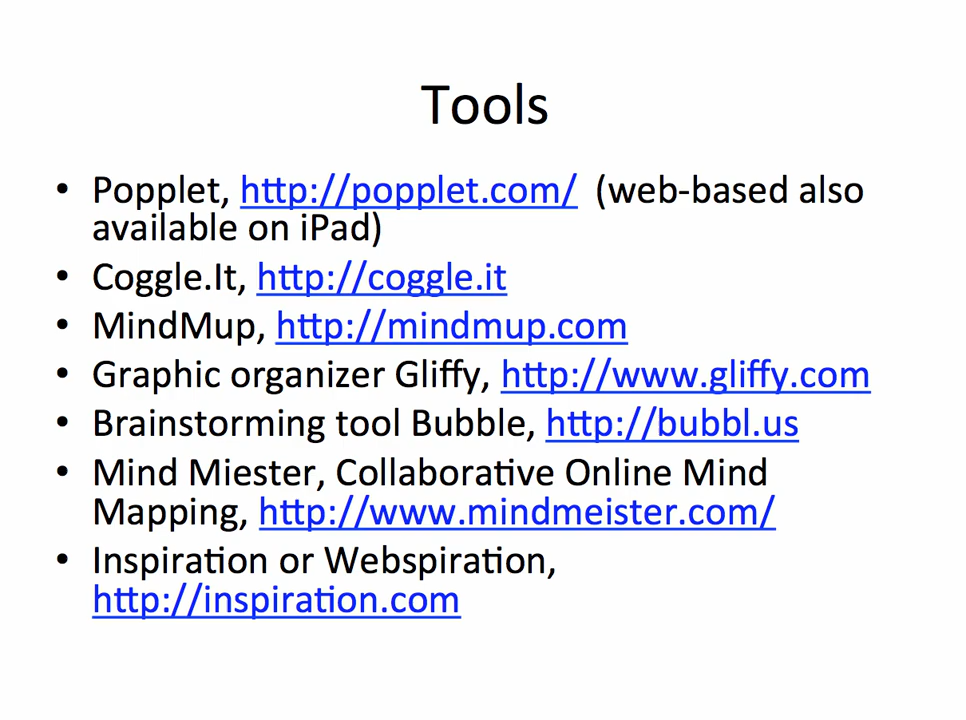 Tools
• Popplet, http://popplet.com/ (web-based also
available on iPad)
• Coggle.It, http://coggle.it
• MindMup, http://mindmup.com
• Graphic organizer Gliffy, http://www.gliffy.com
• Brainstorming tool Bubble, http://bubbl.us
• Mind Miester, Collaborative Online Mind
Mapping, http://www.mindmeister.com/
• Inspiration or Webspiration,
http://inspiration.com